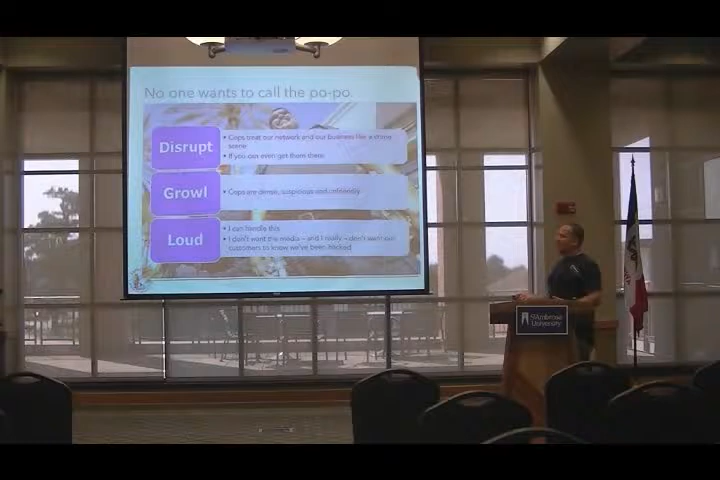 No one wants to call the po-po.
Disrupt
• Cops treat our network and our business like a crime
scene
• If you can even get them there
Growl
• Cops are dense, suspicious and unfriendly
Loud
• I can handle this
• I don't want the media – and I really – don't want our
customers to know we've been hacked
St. Ambrose
University